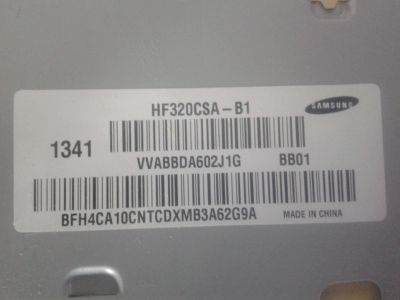 HF320CSA-B1
SAMSUNG
1341
VVABBDA602J1G BB01
BFH4CA10CNTCDXMB3A62G9A MADE IN CHINA